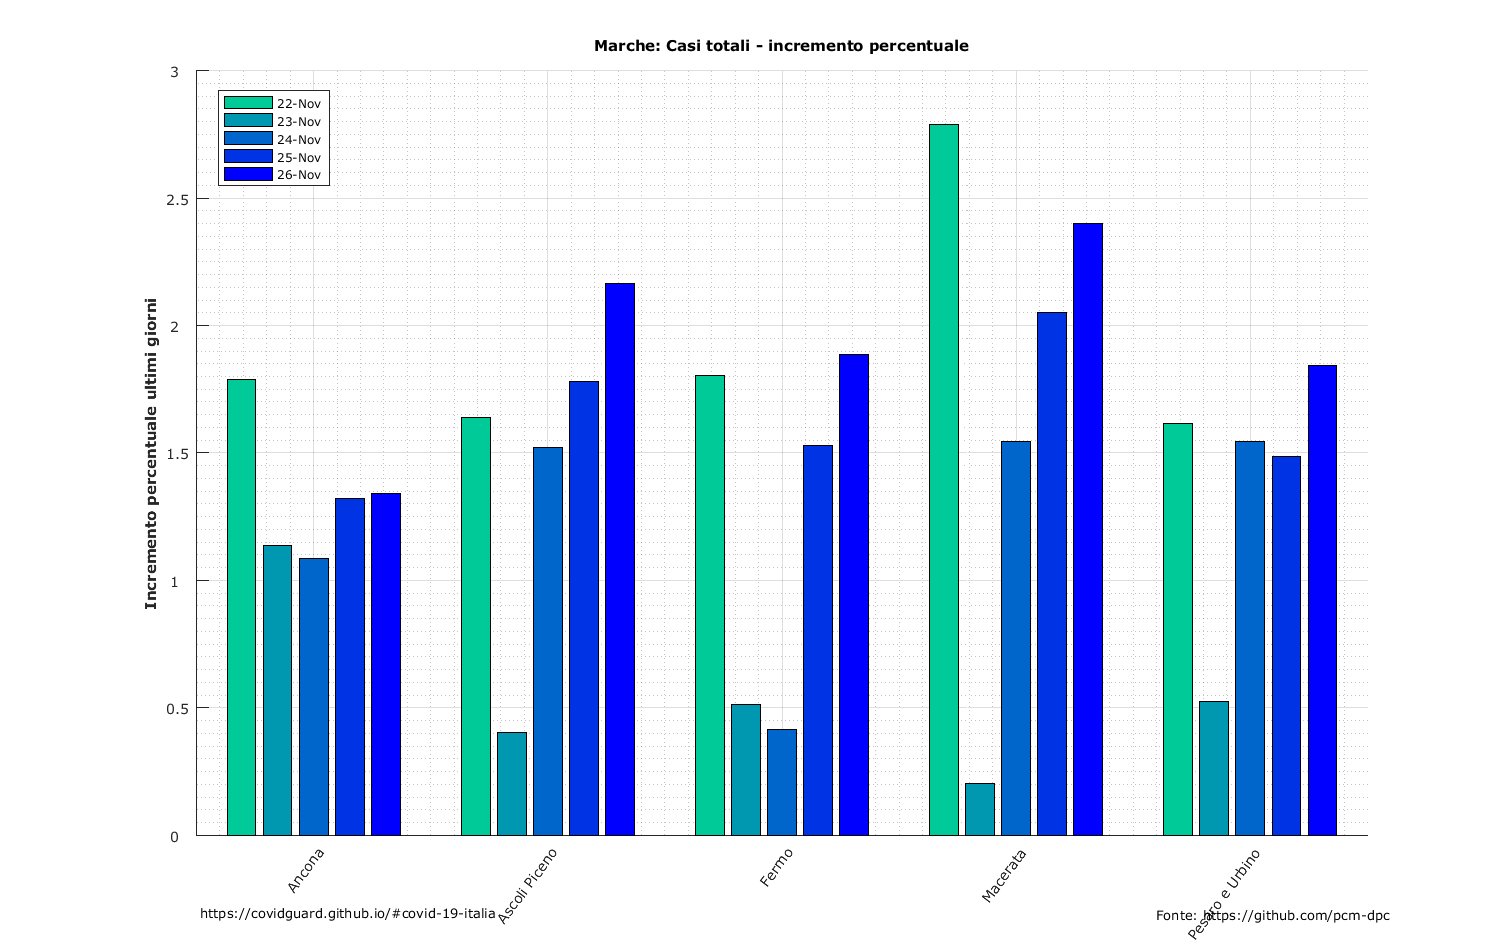 Marche: Casi totali - incremento percentuale
3
2.5
2
1.5
1
0.5
0
22-Nov
23-Nov
24-Nov
25-Nov
26-Nov
Incremento percentuale ultimi giorni
Ancona
Ascoli Piceno
Fermo
Macerata
Pesaro e Urbino
https://covidguard.github.io/#covid-19-italia
Fonte: https://github.com/pcm-dpc